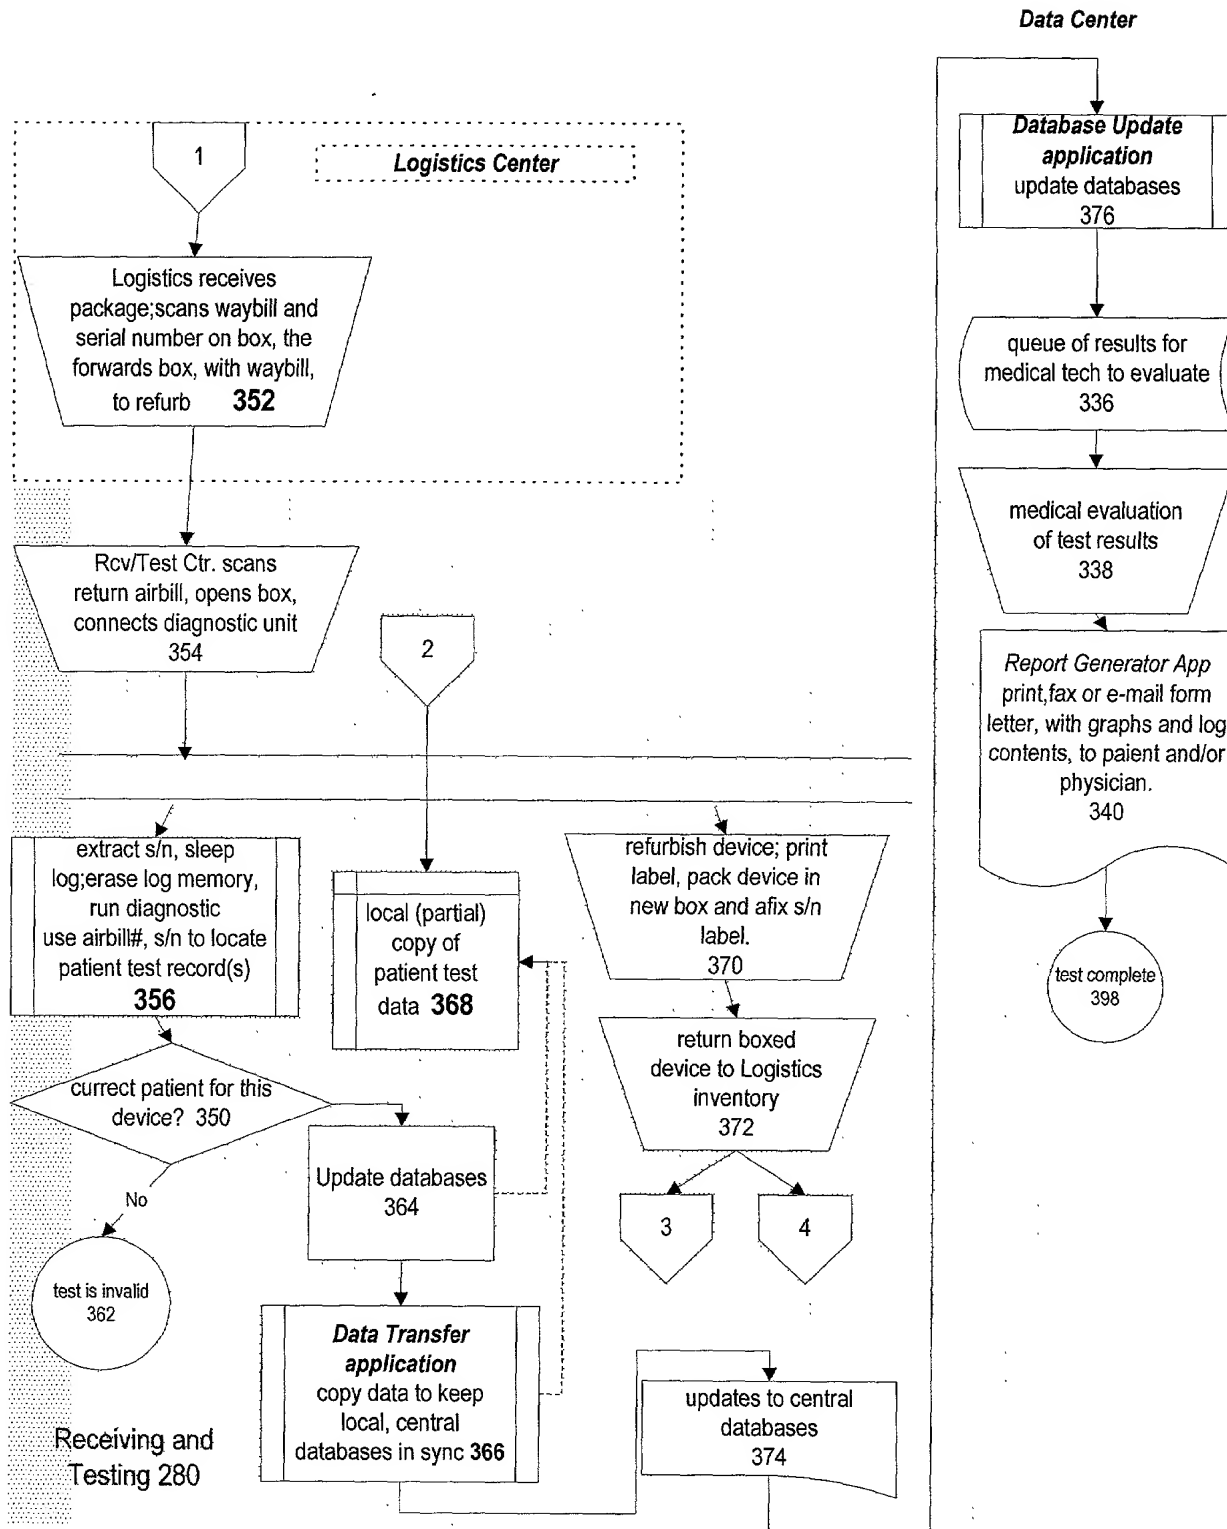 Data Center
1
Logistics Center
Logistics receives
package;scans waybill and
serial number on box, the
forwards box, with waybill,
to refurb 352
Rcv/Test Ctr. scans
return airbill, opens box,
connects diagnostic unit
354
2
extract s/n, sleep
log;erase log memory,
run diagnostic
use airbill#, s/n to locate
patient test record(s)
356
local (partial)
copy of
patient test
data 368
refurbish device; print
label, pack device in
new box and afix s/n
label.
370
return boxed
device to Logistics
inventory
372
3
4
currect patient for this
device? 350
No
test is invalid
362
Update databases
364
Data Transfer
application
copy data to keep
local, central
databases in sync 366
updates to central
databases
374
Receiving and
Testing 280
Database Update
application
update databases
376
queue of results for
medical tech to evaluate
336
medical evaluation
of test results
338
Report Generator App
print,fax or e-mail form
letter, with graphs and log
contents, to paient and/or
physician.
340
test complete
398